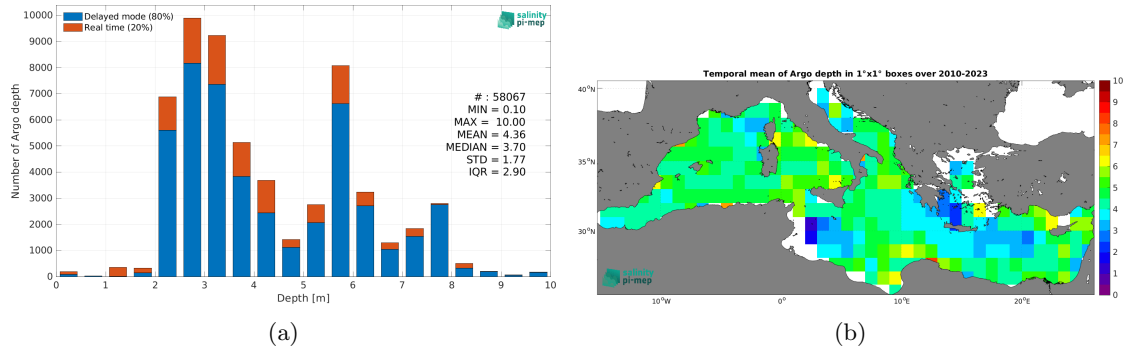 Delayed mode (80%)
Real time (20%)
salinity
pi-mep
10000
9000
8000
7000
6000
5000
4000
3000
2000
1000
0
Number of Argo depth
# : 58067
MIN = 0.10
MAX = 10.00
MEAN = 4.36
MEDIAN = 3.70
STD = 1.77
IQR = 2.90
0 1 2 3 4 5 6 7 8 9 10
Depth [m]
(a)
Temporal mean of Argo depth in 1°x1° boxes over 2010-2023
40°N
35°N
30°N
10°W 0° 10°E 20°E
salinity
pi-mep
10
9
8
7
6
5
4
3
2
1
0
(b)